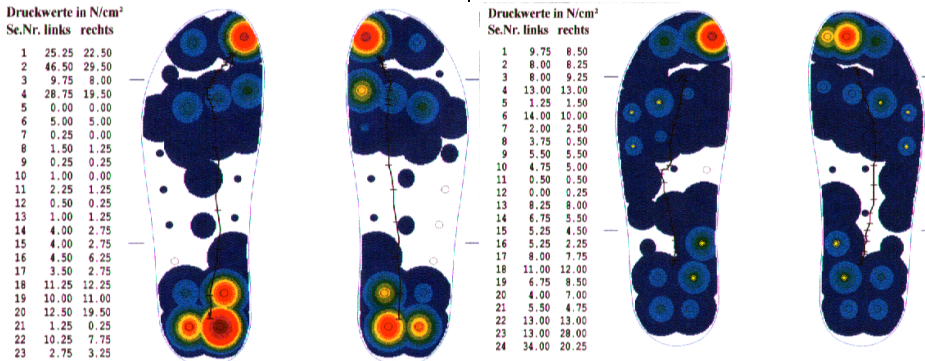 Druckwerte in N/cm²
Se.Nr. links rechts
1 25.25 22.50
2 46.50 29.50
3 9.75 8.00
4 28.75 19.50
5 0.00 0.00
6 5.00 5.00
7 0.25 0.00
8 1.50 1.25
9 0.25 0.25
10 1.00 0.00
11 2.25 1.25
12 0.50 0.25
13 1.00 1.25
14 4.00 2.75
15 4.00 2.75
16 4.50 6.25
17 3.50 2.75
18 11.25 12.25
19 10.00 11.00
20 12.50 19.50
21 1.25 0.25
22 10.25 7.75
23 2.75 3.25
Druckwerte in N/cm²
Se.Nr. links rechts
1 9.75 8.50
2 8.00 8.25
3 8.00 9.25
4 13.00 13.00
5 1.25 1.50
6 14.00 10.00
7 2.00 2.50
8 3.75 0.50
9 5.50 5.50
10 4.75 5.00
11 0.50 0.50
12 0.00 0.25
13 8.25 8.00
14 6.75 5.50
15 5.25 4.50
16 5.25 2.25
17 8.00 7.75
18 11.00 12.00
19 6.75 8.50
20 4.00 7.00
21 5.50 4.75
22 13.00 13.00
23 13.00 28.00
24 34.00 20.25